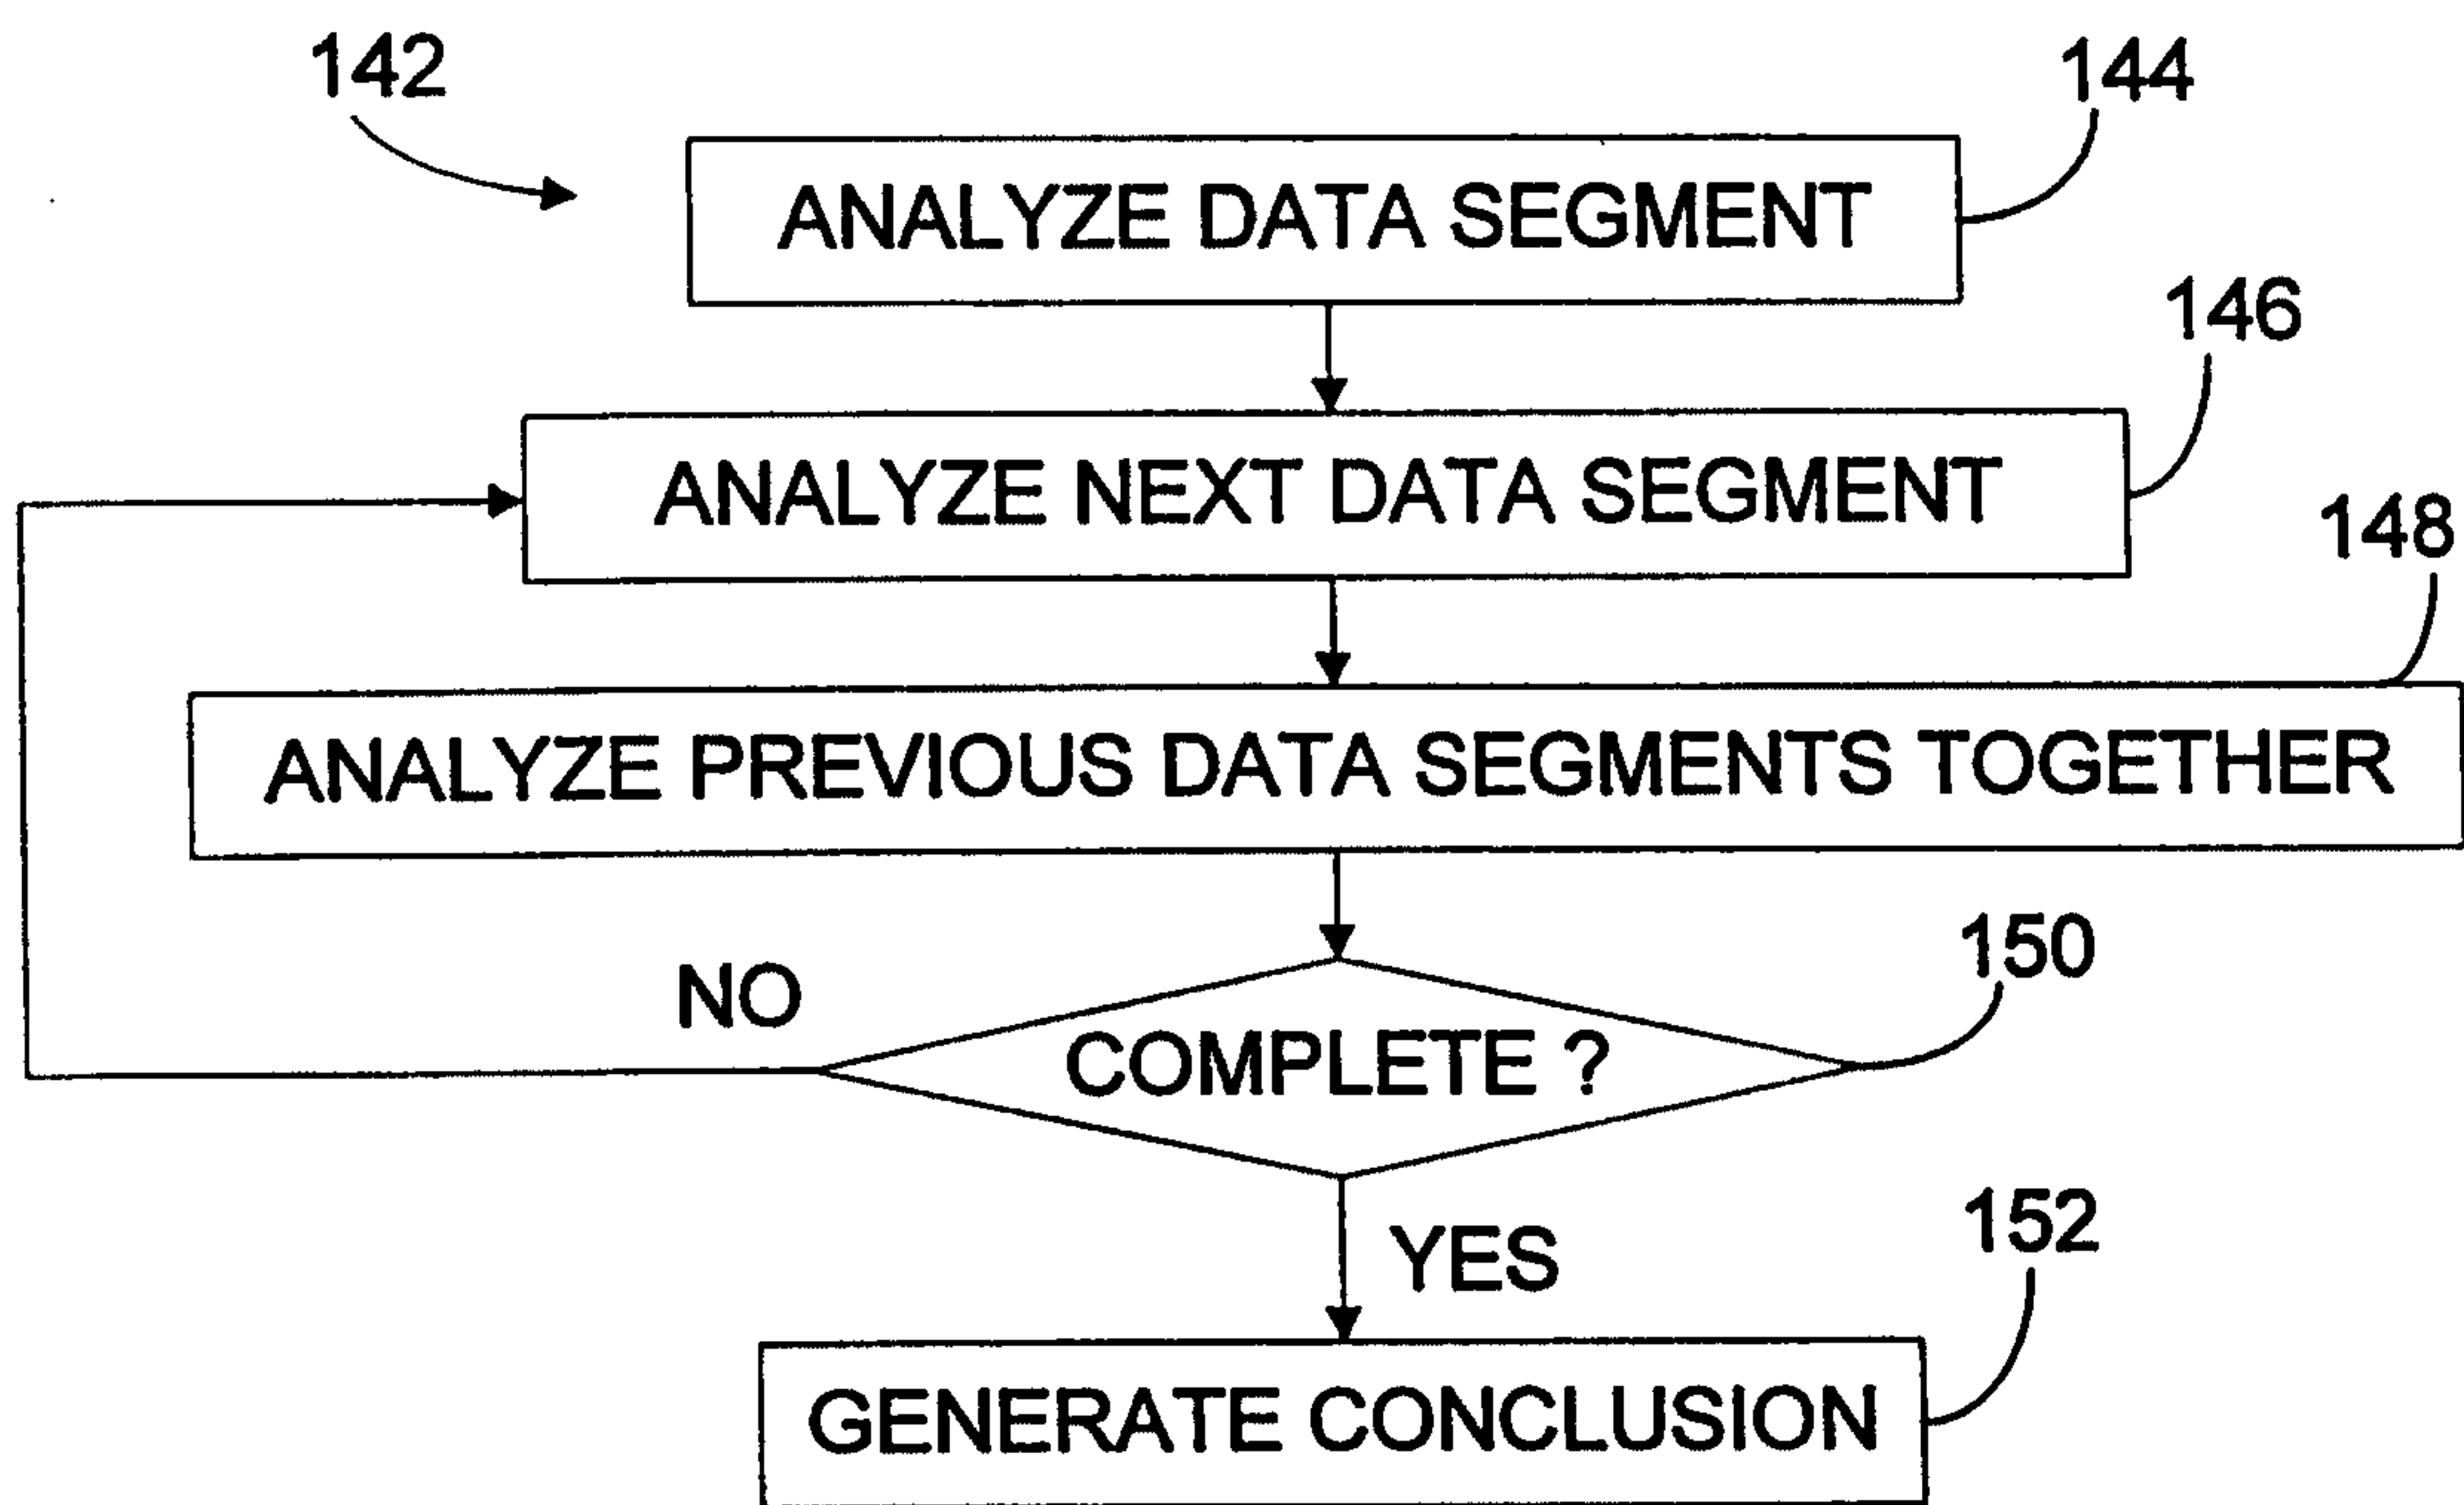 142
144
ANALYZE DATA SEGMENT
146
ANALYZE NEXT DATA SEGMENT
148
ANALYZE PREVIOUS DATA SEGMENTS TOGETHER
150
NO
COMPLETE ?
152
YES
GENERATE CONCLUSION